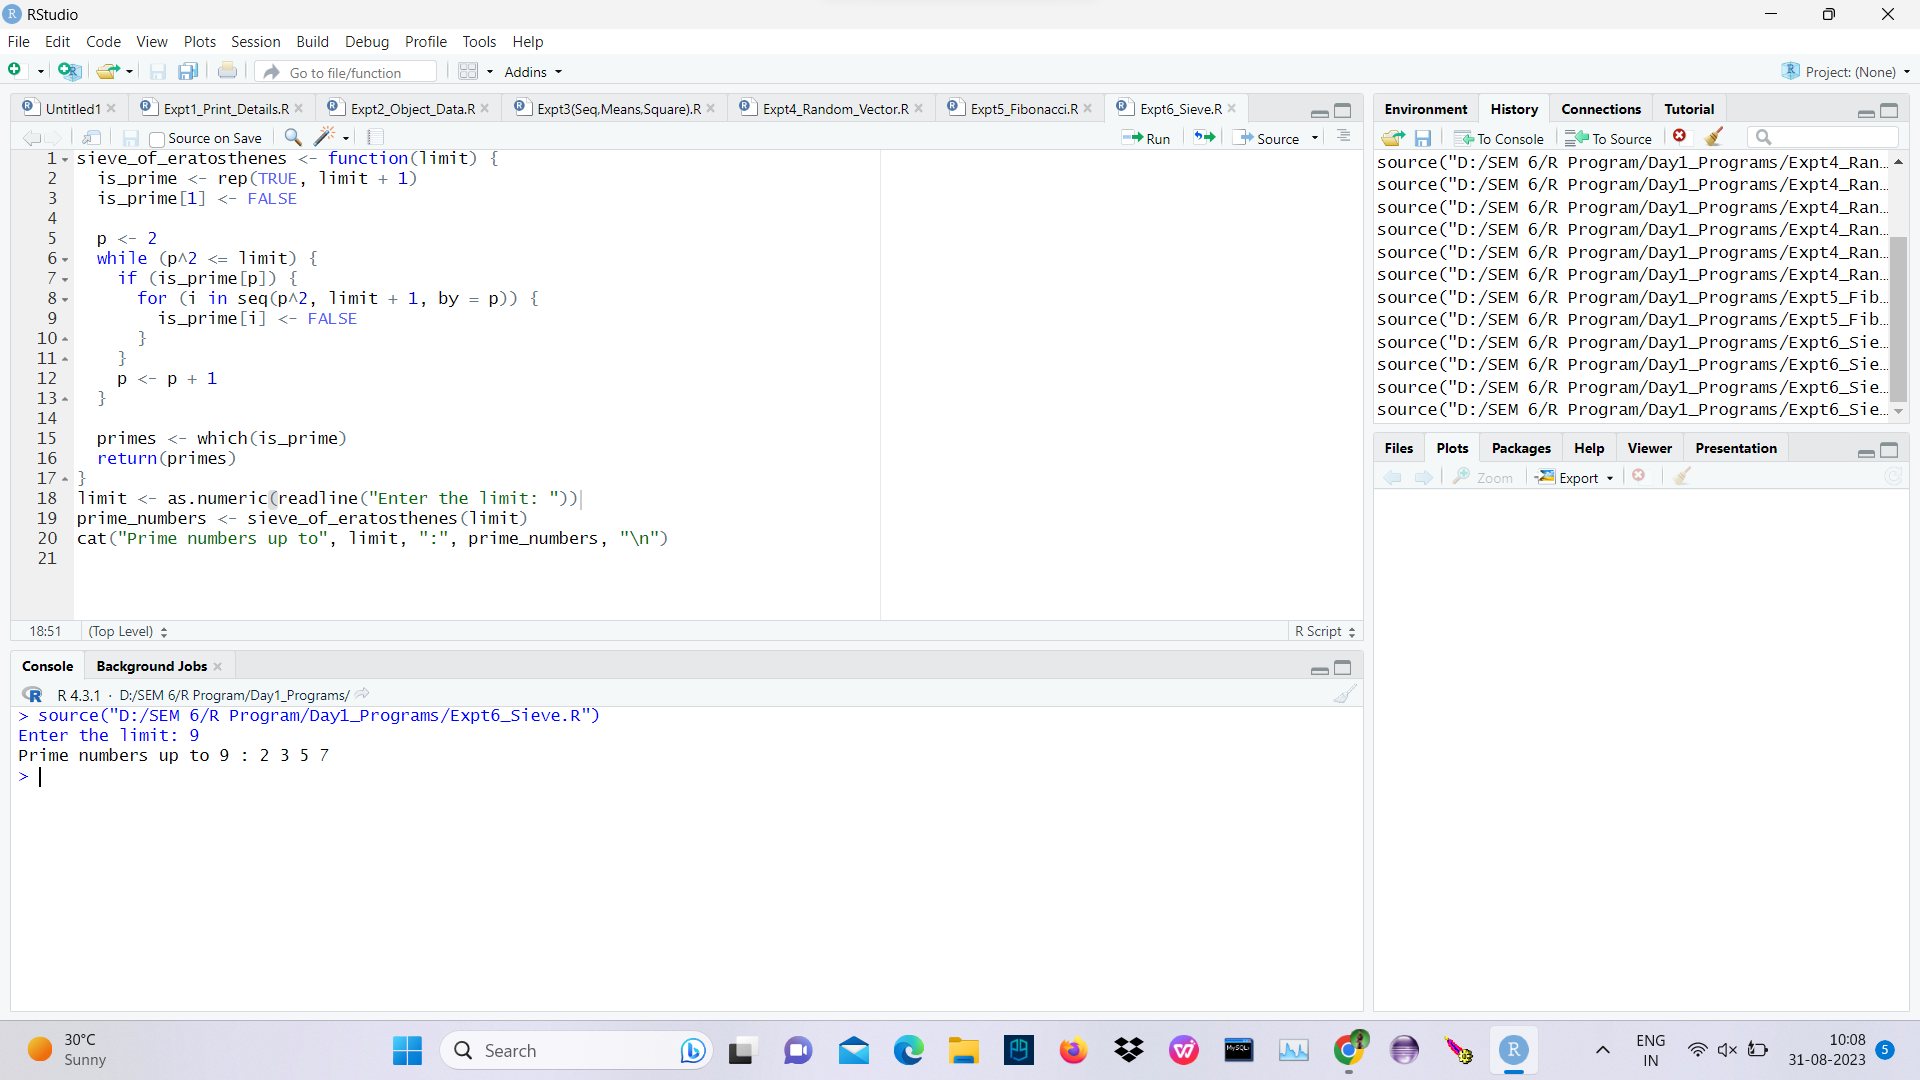 RStudio
File Edit Code View Plots Session Build Debug Profile Tools Help
Go to file/function Addins Project: (None)
Untitled1 Expt1_Print_Details.R Expt2_Object_Data.R Expt3(Seq,Means,Square).R Expt4_Random_Vector.R Expt5_Fibonacci.R Expt6_Sieve.R
Source on Save Run Source
1 sieve_of_eratosthenes <- function(limit) {
2 is_prime <- rep(TRUE, limit + 1)
3 is_prime[1] <- FALSE
4
5 p <- 2
6 while (p^2 <= limit) {
7 if (is_prime[p]) {
8 for (i in seq(p^2, limit + 1, by = p)) {
9 is_prime[i] <- FALSE
10 }
11 }
12 p <- p + 1
13 }
14
15 primes <- which(is_prime)
16 return(primes)
17 }
18 limit <- as.numeric(readline("Enter the limit: "))
19 prime_numbers <- sieve_of_eratosthenes(limit)
20 cat("Prime numbers up to", limit, ":", prime_numbers, "\n")
21
18:51 (Top Level) R Script
Console Background Jobs
R 4.3.1 · D:/SEM 6/R Program/Day1_Programs/
> source("D:/SEM 6/R Program/Day1_Programs/Expt6_Sieve.R")
Enter the limit: 9
Prime numbers up to 9 : 2 3 5 7
>
Environment History Connections Tutorial
To Console To Source
source("D:/SEM 6/R Program/Day1_Programs/Expt4_Ran…
source("D:/SEM 6/R Program/Day1_Programs/Expt4_Ran…
source("D:/SEM 6/R Program/Day1_Programs/Expt4_Ran…
source("D:/SEM 6/R Program/Day1_Programs/Expt4_Ran…
source("D:/SEM 6/R Program/Day1_Programs/Expt4_Ran…
source("D:/SEM 6/R Program/Day1_Programs/Expt4_Ran…
source("D:/SEM 6/R Program/Day1_Programs/Expt5_Fib…
source("D:/SEM 6/R Program/Day1_Programs/Expt5_Fib…
source("D:/SEM 6/R Program/Day1_Programs/Expt6_Sie…
source("D:/SEM 6/R Program/Day1_Programs/Expt6_Sie…
source("D:/SEM 6/R Program/Day1_Programs/Expt6_Sie…
source("D:/SEM 6/R Program/Day1_Programs/Expt6_Sie…
Files Plots Packages Help Viewer Presentation
Zoom Export
30°C
Sunny
Search
MySQL
ENG
IN
10:08
31-08-2023
5